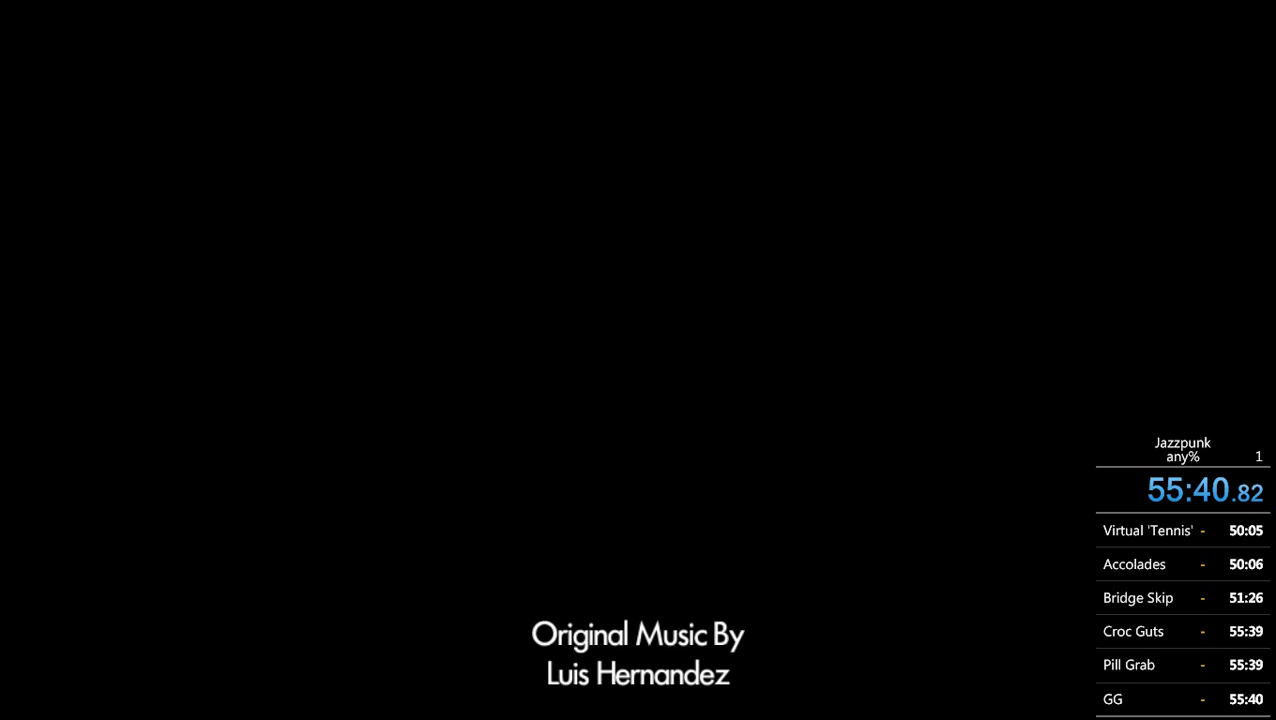 Jazzpunk
any% 1
55:40.82
Virtual 'Tennis' - 50:05
Accolades - 50:06
Bridge Skip - 51:26
Croc Guts - 55:39
Pill Grab - 55:39
GG - 55:40
Original Music By
Luis Hernandez